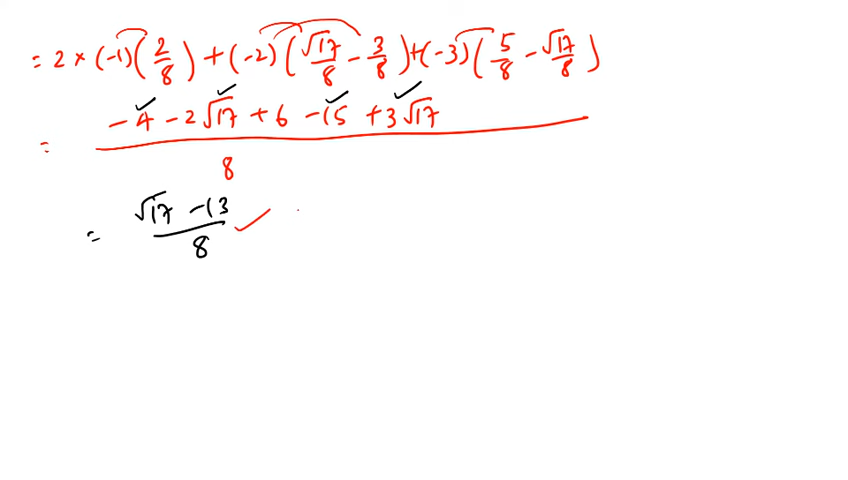 = 2 × (-1) (2/8) + (-2) (√17/8 - 3/8) + (-3) (5/8 - √17/8)
= (-4 - 2√17 + 6 - 15 + 3√17)/8
= (√17 - 13)/8 ✓